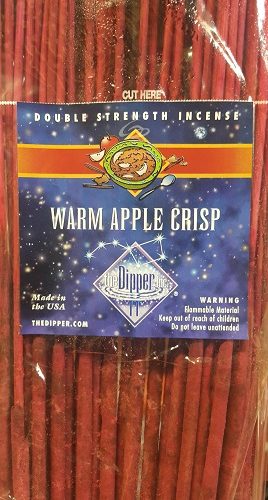 CUT HERE
DOUBLE STRENGTH INCENSE
WARM APPLE CRISP
The Dipper
Made in
the USA
THEDIPPER.COM
WARNING
Flammable Material
Keep out of reach of children
Do not leave unattended